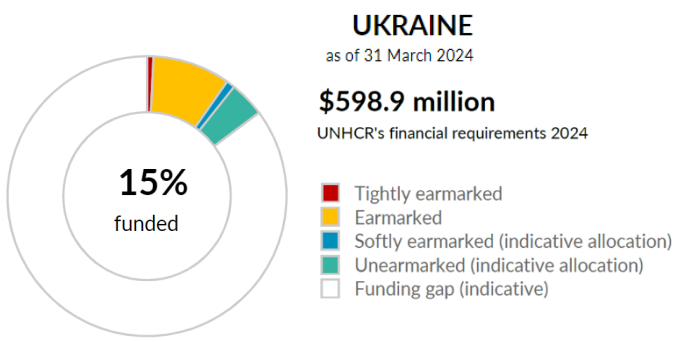 UKRAINE
as of 31 March 2024
$598.9 million
UNHCR's financial requirements 2024
15%
funded
Tightly earmarked
Earmarked
Softly earmarked (indicative allocation)
Unearmarked (indicative allocation)
Funding gap (indicative)